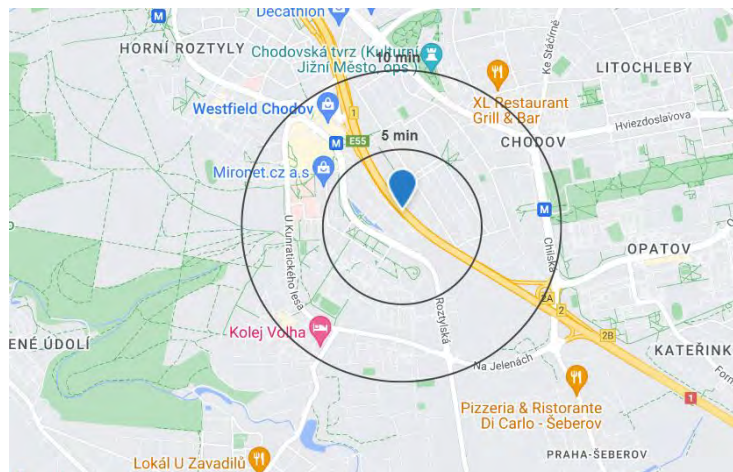 M
Decathlon
HORNÍ ROZTYLY
Chodovská tvrz (Kulturní
Jižní Město, ops.)
10 min
Ke Stáčírně
LITOCHLEBY
XL Restaurant
Grill & Bar
Westfield Chodov
1
Hviezdoslavova
5 min
CHODOV
M
E55
Mironet.cz a.s
U Kunratického lesa
M
Chilská
OPATOV
Roztylská
2A
2
2B
Kolej Volha
ENÉ ÚDOLÍ
KATEŘINK
Na Jelenách
Forn
1
Pizzeria & Ristorante
Di Carlo - Šeberov
Lokál U Zavadilů
PRAHA-ŠEBEROV